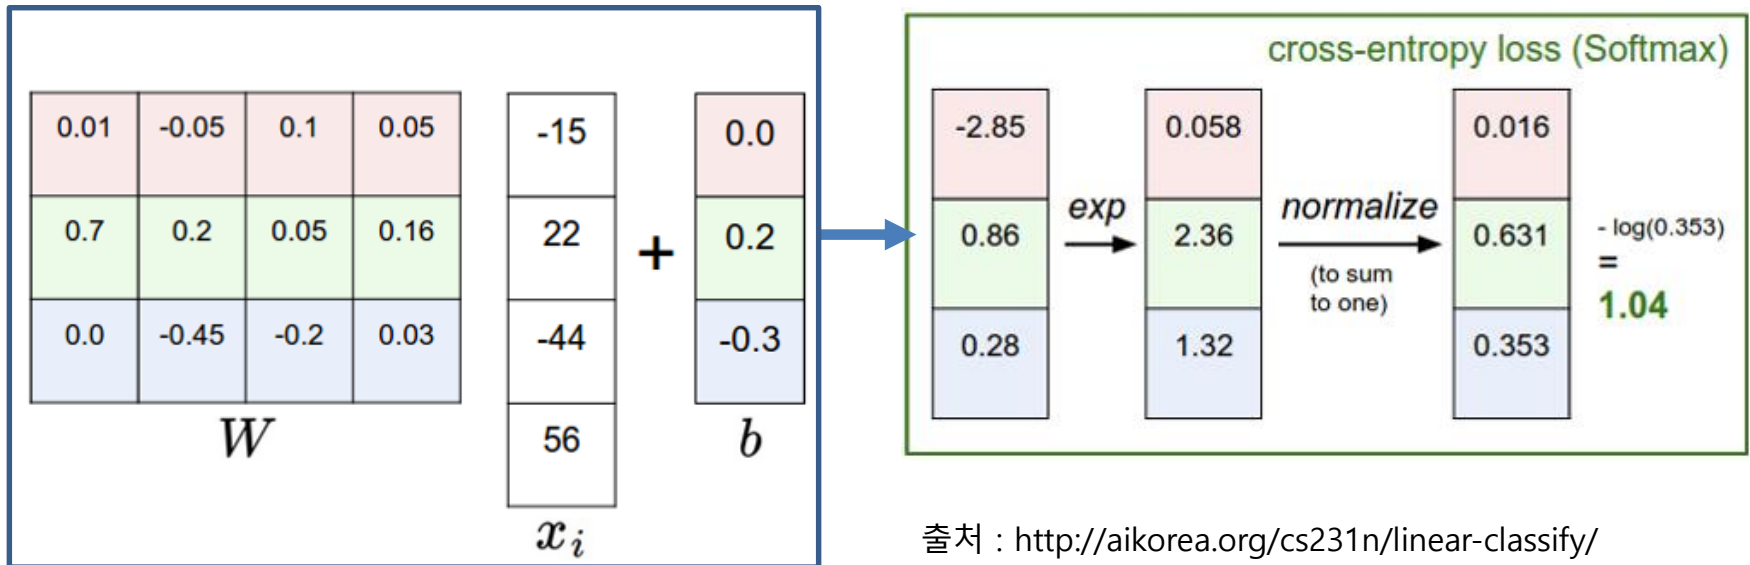 0.01 -0.05 0.1 0.05
0.7 0.2 0.05 0.16
0.0 -0.45 -0.2 0.03
W
-15
22
-44
56
x_i
+
0.0
0.2
-0.3
b
cross-entropy loss (Softmax)
-2.85
0.86
0.28
exp
0.058
2.36
1.32
normalize
(to sum
to one)
0.016
0.631
0.353
- log(0.353)
=
1.04
출처 : http://aikorea.org/cs231n/linear-classify/